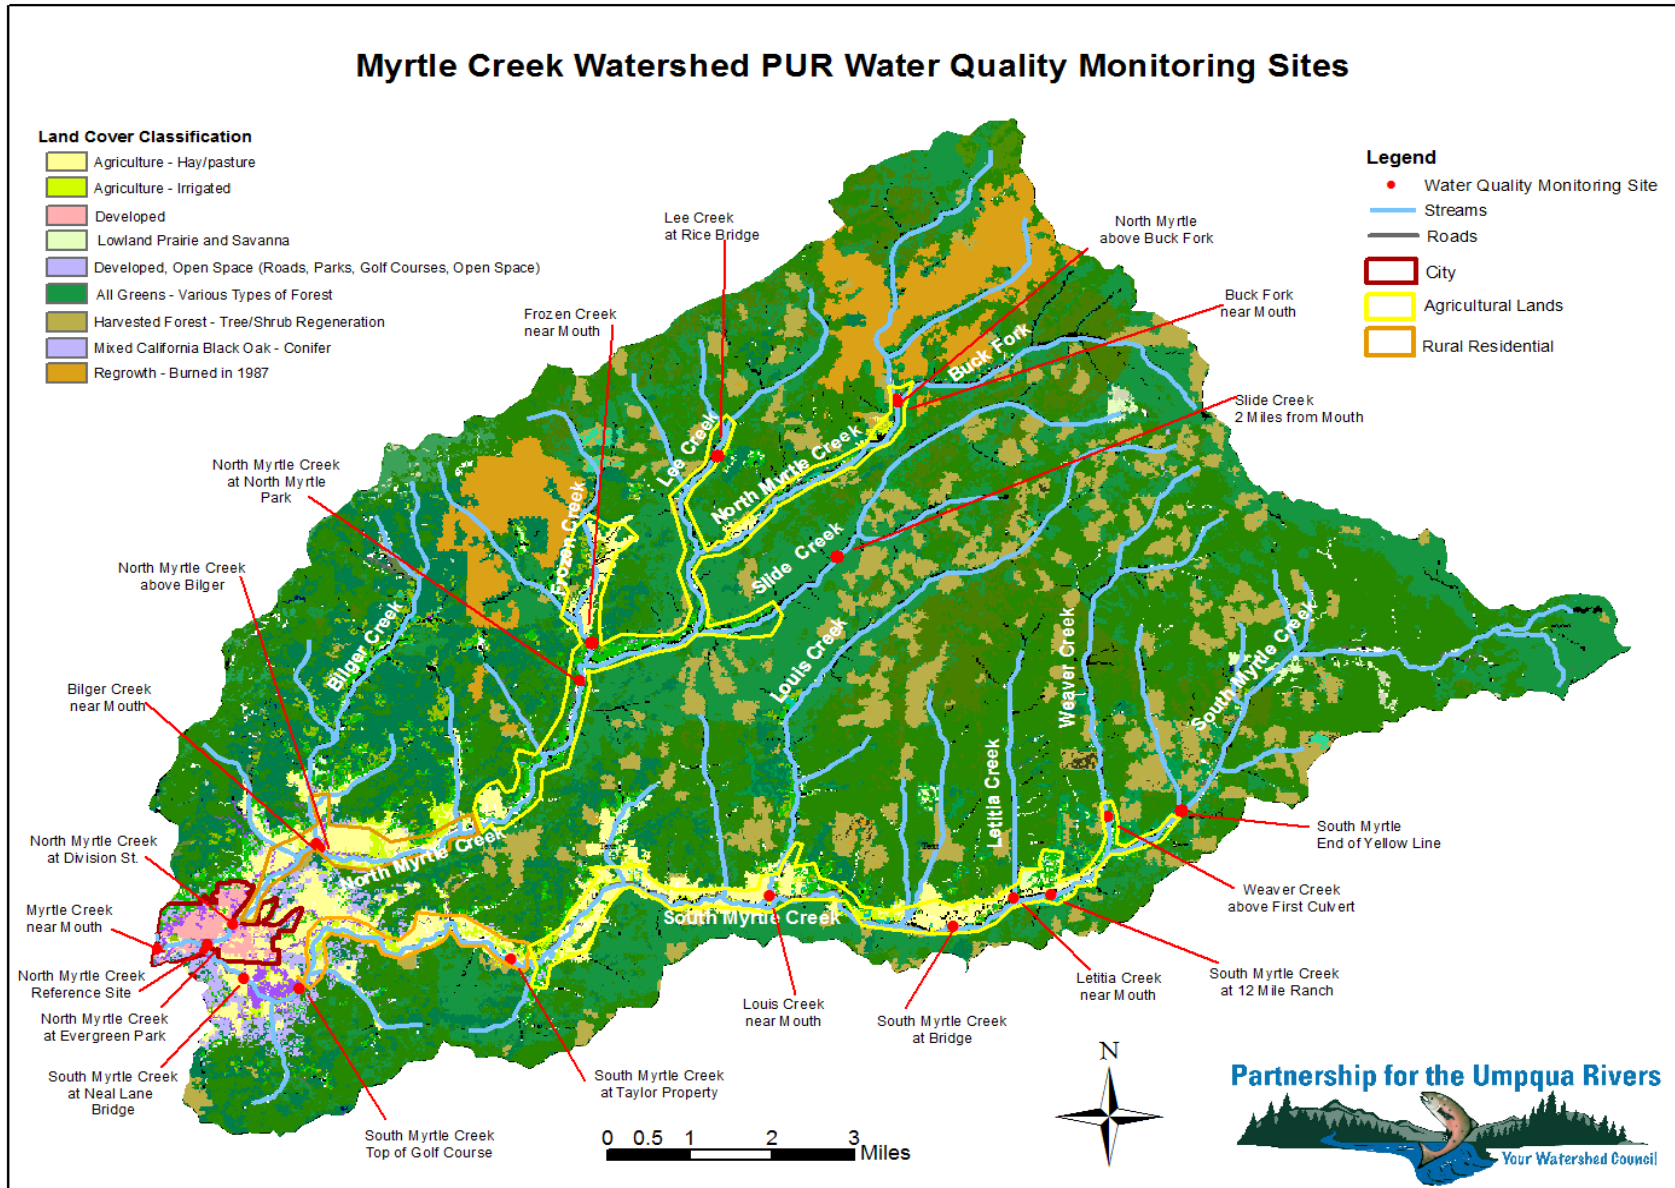 Myrtle Creek Watershed PUR Water Quality Monitoring Sites
Land Cover Classification
Agriculture - Hay/pasture
Agriculture - Irrigated
Developed
Lowland Prairie and Savanna
Developed, Open Space (Roads, Parks, Golf Courses, Open Space)
All Greens - Various Types of Forest
Harvested Forest - Tree/Shrub Regeneration
Mixed California Black Oak - Conifer
Regrowth - Burned in 1987
Legend
Water Quality Monitoring Site
Streams
Roads
City
Agricultural Lands
Rural Residential
Lee Creek
at Rice Bridge
North Myrtle
above Buck Fork
Frozen Creek
near Mouth
Buck Fork
near Mouth
Slide Creek
2 Miles from Mouth
North Myrtle Creek
at North Myrtle
Park
North Myrtle Creek
above Bilger
Bilger Creek
near Mouth
North Myrtle Creek
at Division St.
Myrtle Creek
near Mouth
North Myrtle Creek
Reference Site
North Myrtle Creek
at Evergreen Park
South Myrtle Creek
at Neal Lane
Bridge
South Myrtle Creek
Top of Golf Course
South Myrtle Creek
at Taylor Property
Louis Creek
near Mouth
South Myrtle Creek
at Bridge
Letitia Creek
near Mouth
South Myrtle Creek
at 12 Mile Ranch
Weaver Creek
above First Culvert
South Myrtle
End of Yellow Line
Buck Fork
Lee Creek
North Myrtle Creek
Frozen Creek
Slide Creek
Bilger Creek
Louis Creek
Weaver Creek
South Myrtle Creek
Letitia Creek
North Myrtle Creek
South Myrtle Creek
Text
Text
N
0 0.5 1 2 3
Miles
Partnership for the Umpqua Rivers
Your Watershed Council